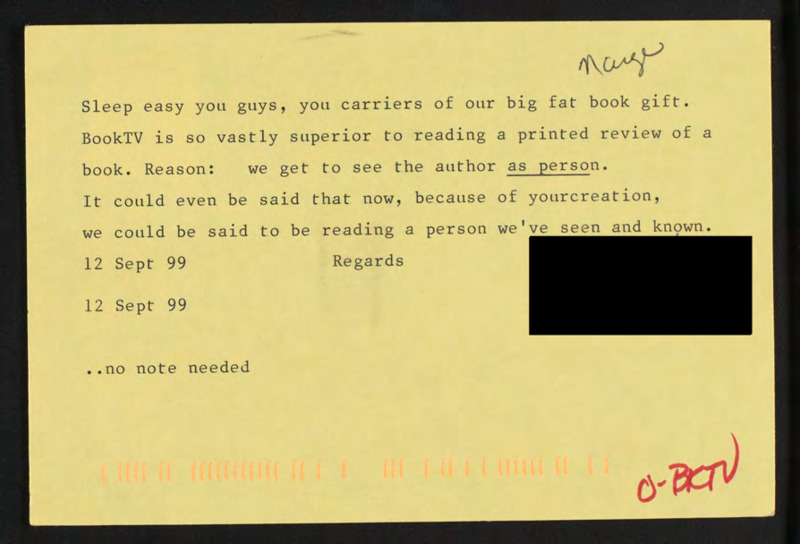 Marge
Sleep easy you guys, you carriers of our big fat book gift.
BookTV is so vastly superior to reading a printed review of a
book. Reason: we get to see the author as person.
It could even be said that now, because of yourcreation,
we could be said to be reading a person we've seen and known.
12 Sept 99 Regards
12 Sept 99
..no note needed
O-BKTV